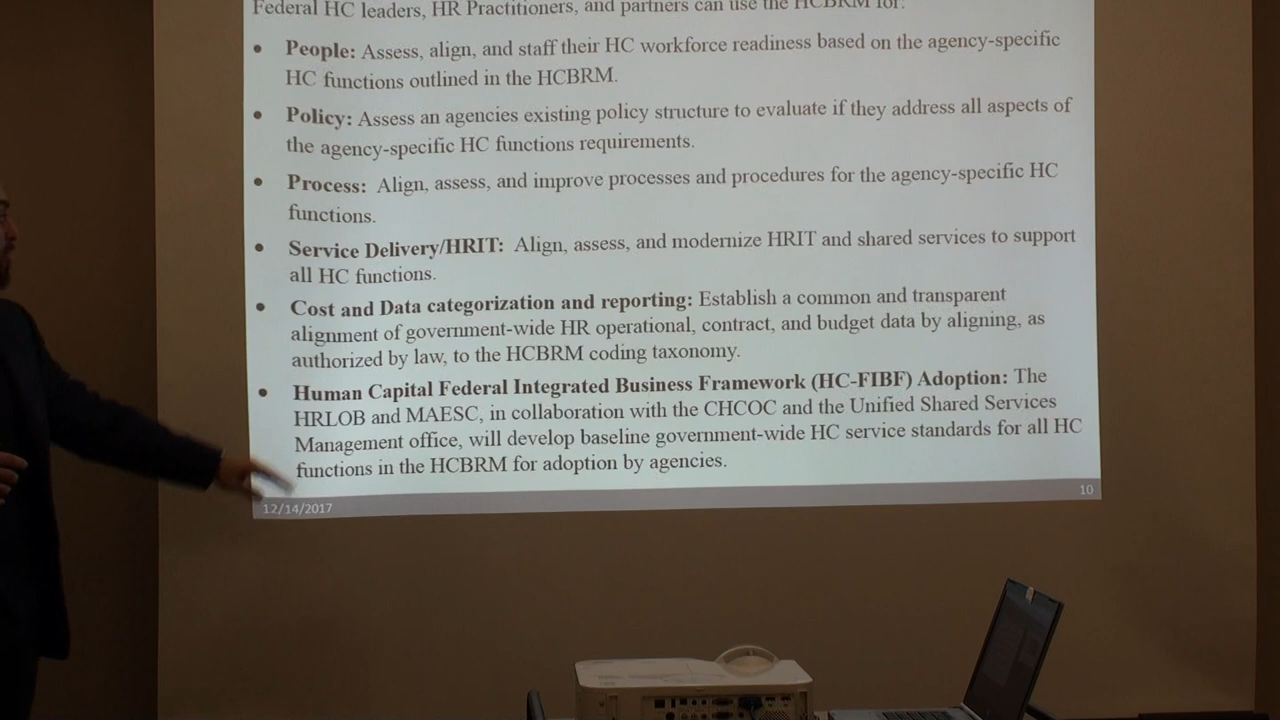 Federal HC leaders, HR Practitioners, and partners can use the HCBRM for:
• People: Assess, align, and staff their HC workforce readiness based on the agency-specific
HC functions outlined in the HCBRM.
• Policy: Assess an agencies existing policy structure to evaluate if they address all aspects of
the agency-specific HC functions requirements.
• Process: Align, assess, and improve processes and procedures for the agency-specific HC
functions.
• Service Delivery/HRIT: Align, assess, and modernize HRIT and shared services to support
all HC functions.
• Cost and Data categorization and reporting: Establish a common and transparent
alignment of government-wide HR operational, contract, and budget data by aligning, as
authorized by law, to the HCBRM coding taxonomy.
• Human Capital Federal Integrated Business Framework (HC-FIBF) Adoption: The
HRLOB and MAESC, in collaboration with the CHCOC and the Unified Shared Services
Management office, will develop baseline government-wide HC service standards for all HC
functions in the HCBRM for adoption by agencies.
12/14/2017
10